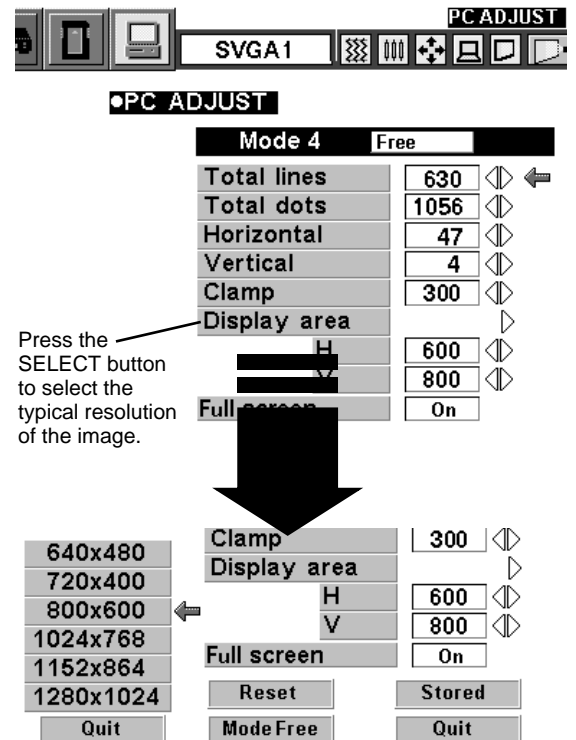 PC ADJUST
SVGA1
●PC ADJUST
Mode 4 Free
Total lines 630
Total dots 1056
Horizontal 47
Vertical 4
Clamp 300
Display area
H 600
V 800
Full screen On
Press the
SELECT button
to select the
typical resolution
of the image.
Clamp 300
Display area
H 600
V 800
Full screen On
640x480
720x400
800x600
1024x768
1152x864
1280x1024
Quit
Reset Stored
Mode Free Quit